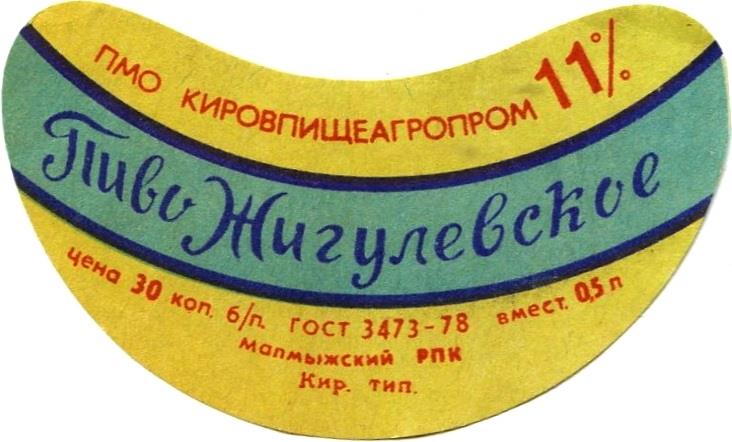 ПМО КИРОВПИЩЕАГРОПРОМ 11%
Пиво Жигулевское
цена 30 коп. б/п. ГОСТ 3473-78 вмест. 0,5 л
Малмыжский РПК
Кир. тип.